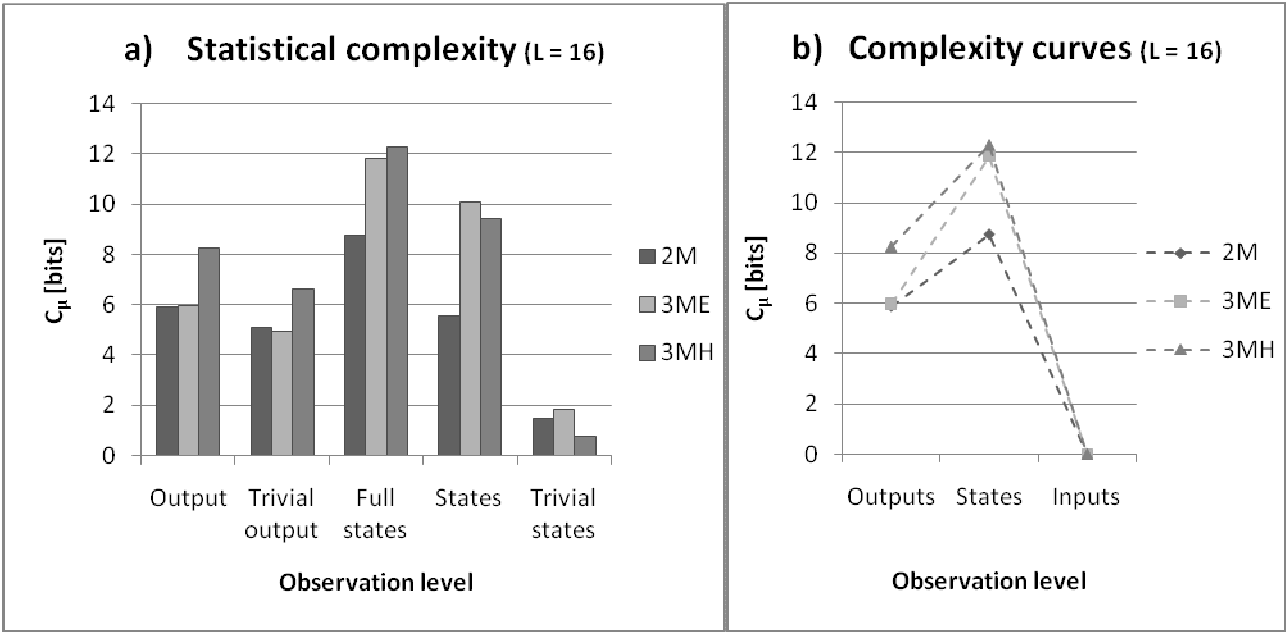 a) Statistical complexity (L = 16)
14
12
10
8
6
4
2
0
Cμ [bits]
Output Trivial output Full states States Trivial states
Observation level
2M
3ME
3MH
b) Complexity curves (L = 16)
14
12
10
8
6
4
2
0
Cμ [bits]
Outputs States Inputs
Observation level
2M
3ME
3MH